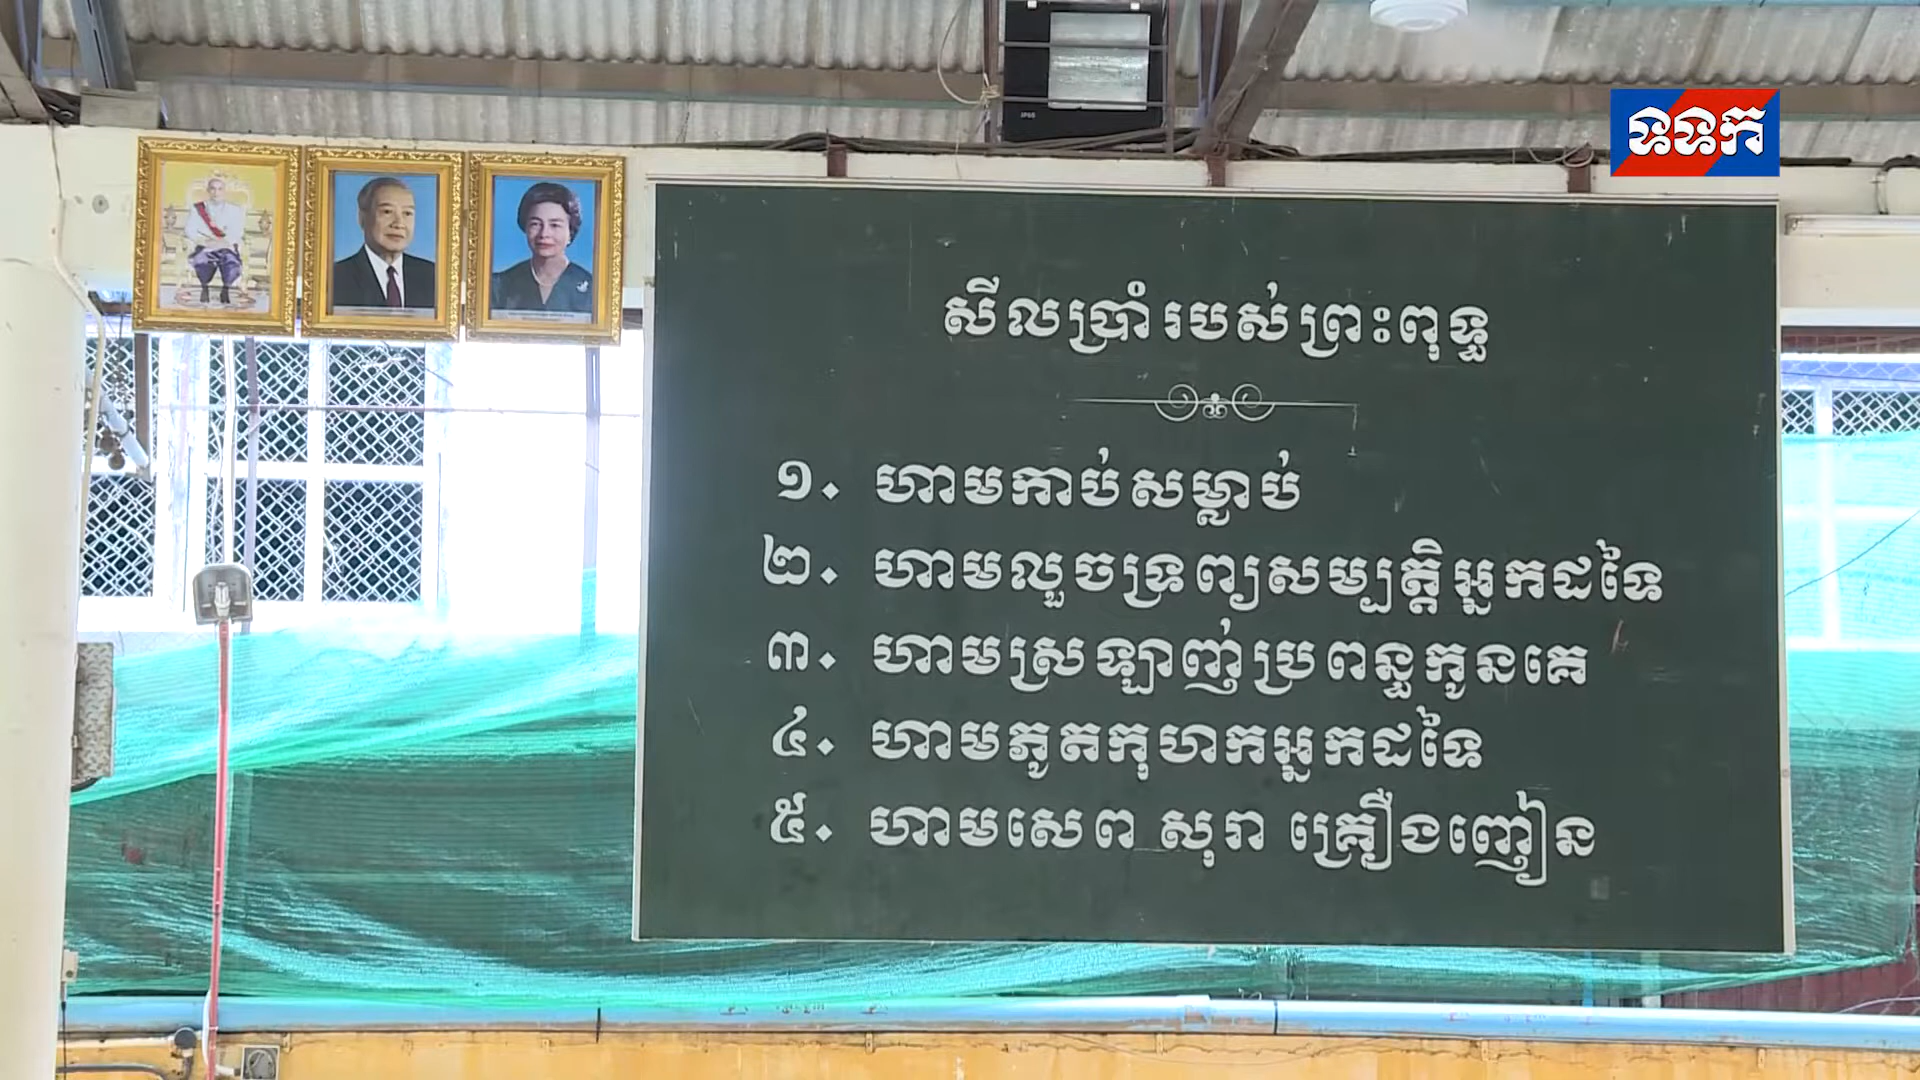 ទទក
សីលប្រាំរបស់ព្រះពុទ្ធ
១. ហាមកាប់សម្លាប់
២. ហាមលួចទ្រព្យសម្បត្តិអ្នកដទៃ
៣. ហាមស្រឡាញ់ប្រពន្ធកូនគេ
៤. ហាមភូតកុហកអ្នកដទៃ
៥. ហាមសេព សុរា គ្រឿងញៀន